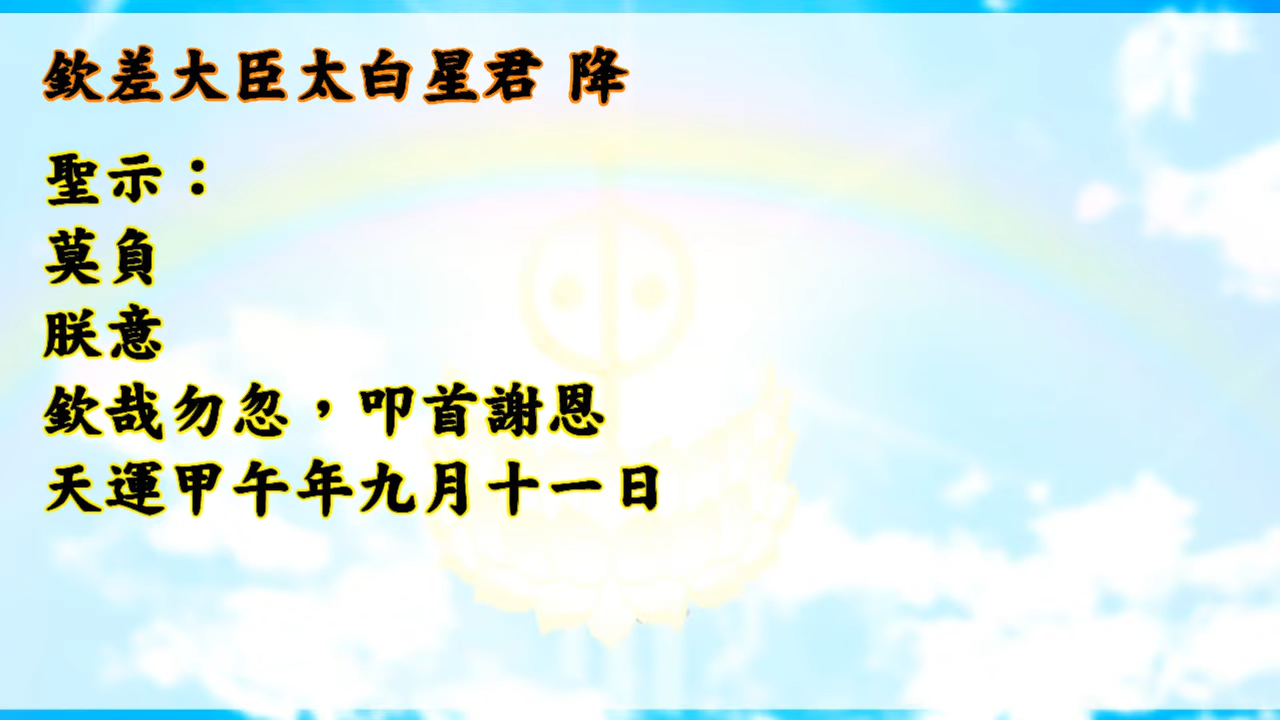 欽差大臣太白星君 降
聖示：
莫負
朕意
欽哉勿忽，叩首謝恩
天運甲午年九月十一日